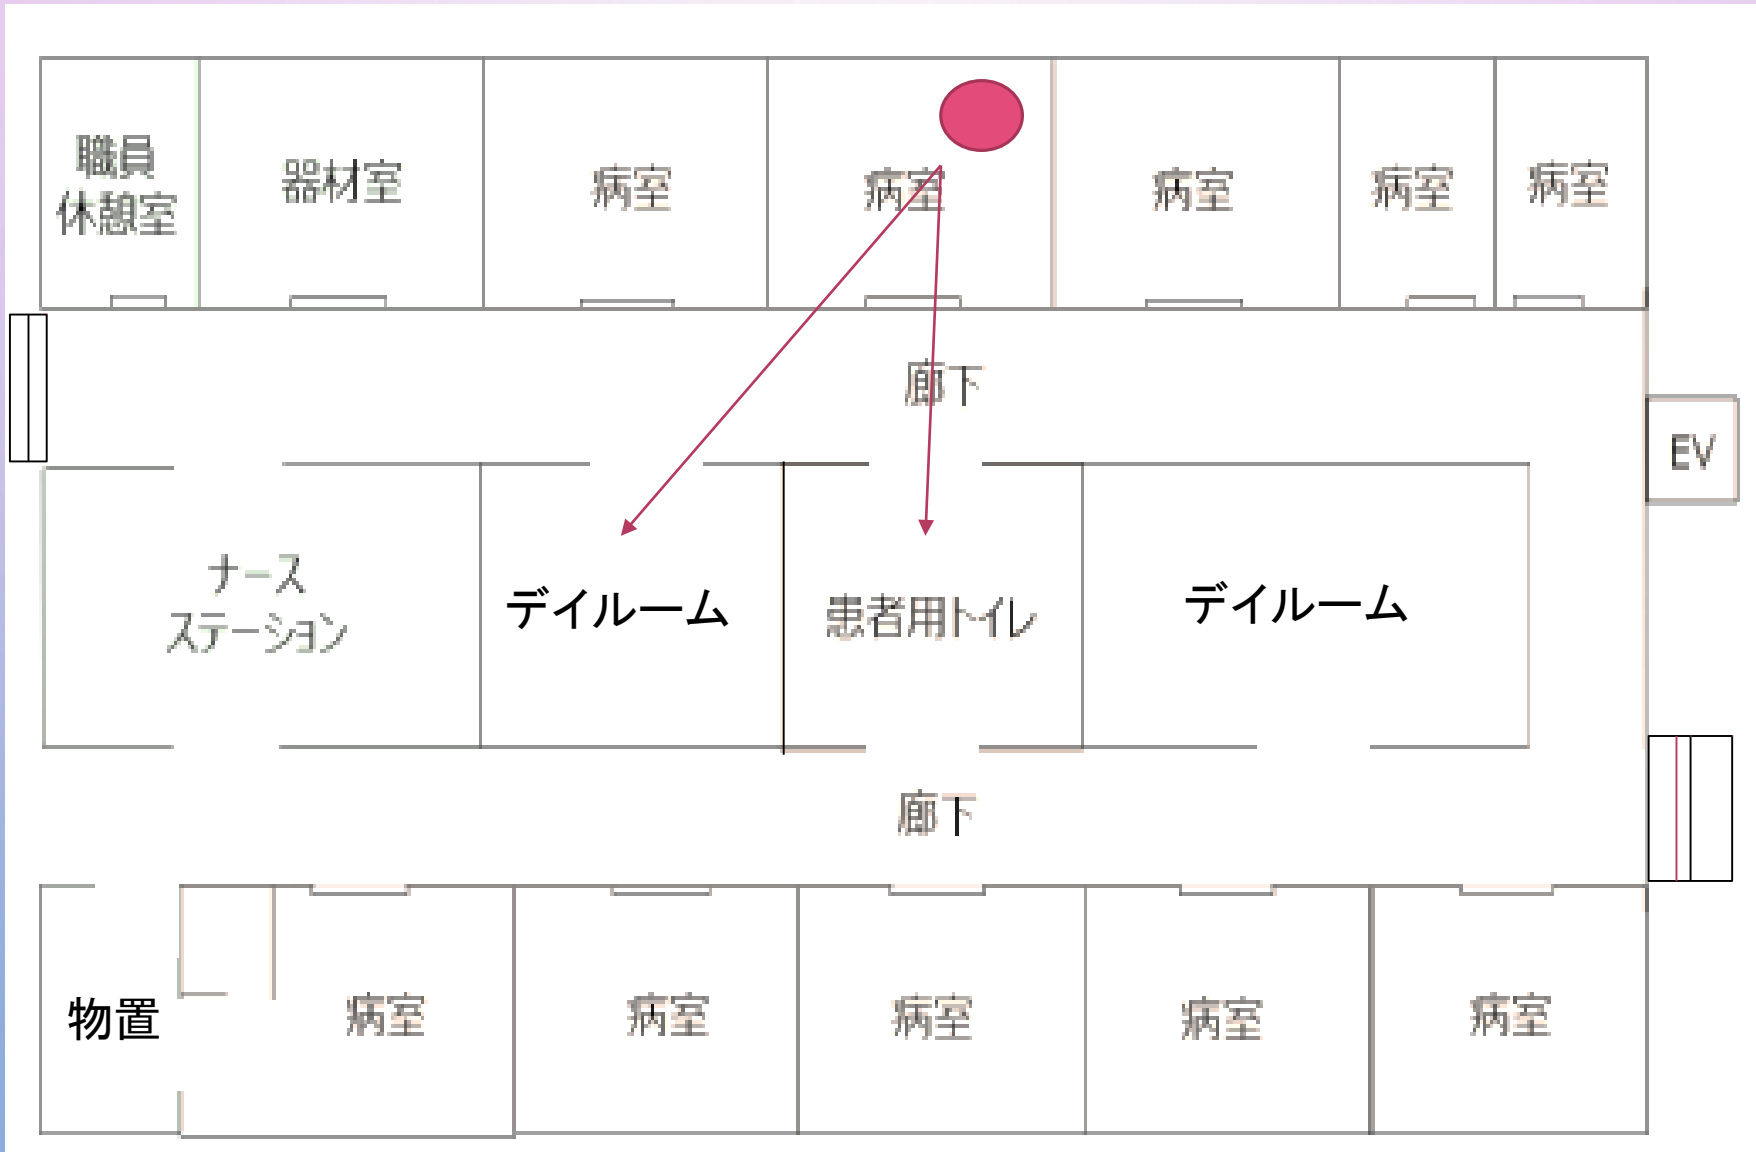 職員
休憩室
器材室
病室
病室
病室
病室
病室
廊下
EV
ナース
ステーション
デイルーム
患者用トイレ
デイルーム
廊下
物置
病室
病室
病室
病室
病室